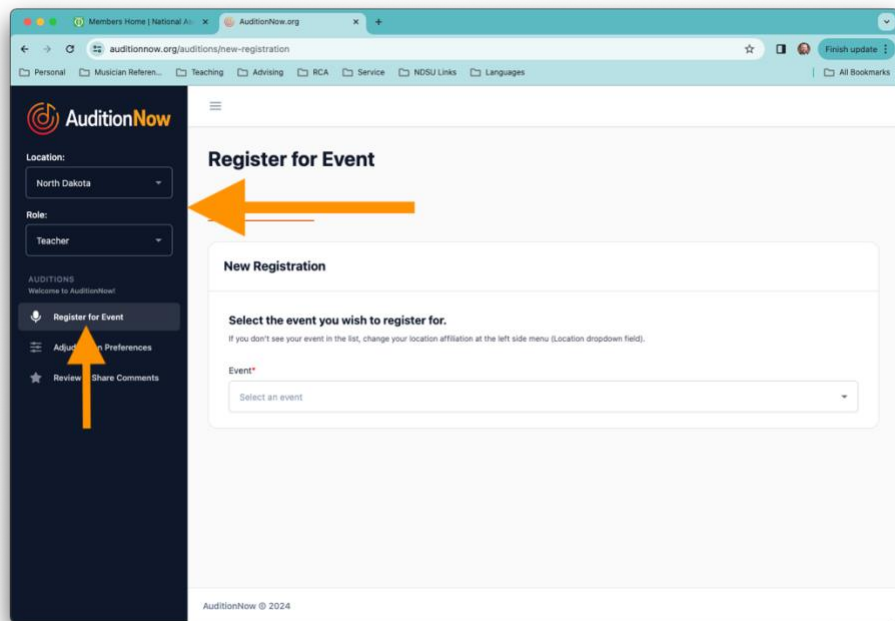 Members Home | National As
AuditionNow.org
auditionnow.org/auditions/new-registration
Finish update
Personal
Musician Referen...
Teaching
Advising
RCA
Service
NDSU Links
Languages
All Bookmarks
AuditionNow
Location:
North Dakota
Role:
Teacher
AUDITIONS
Welcome to AuditionNow!
Register for Event
Preferences
Review
Share Comments
Register for Event
New Registration
Select the event you wish to register for.
If you don't see your event in the list, change your location affiliation at the left side menu (Location dropdown field).
Event*
Select an event
AuditionNow © 2024